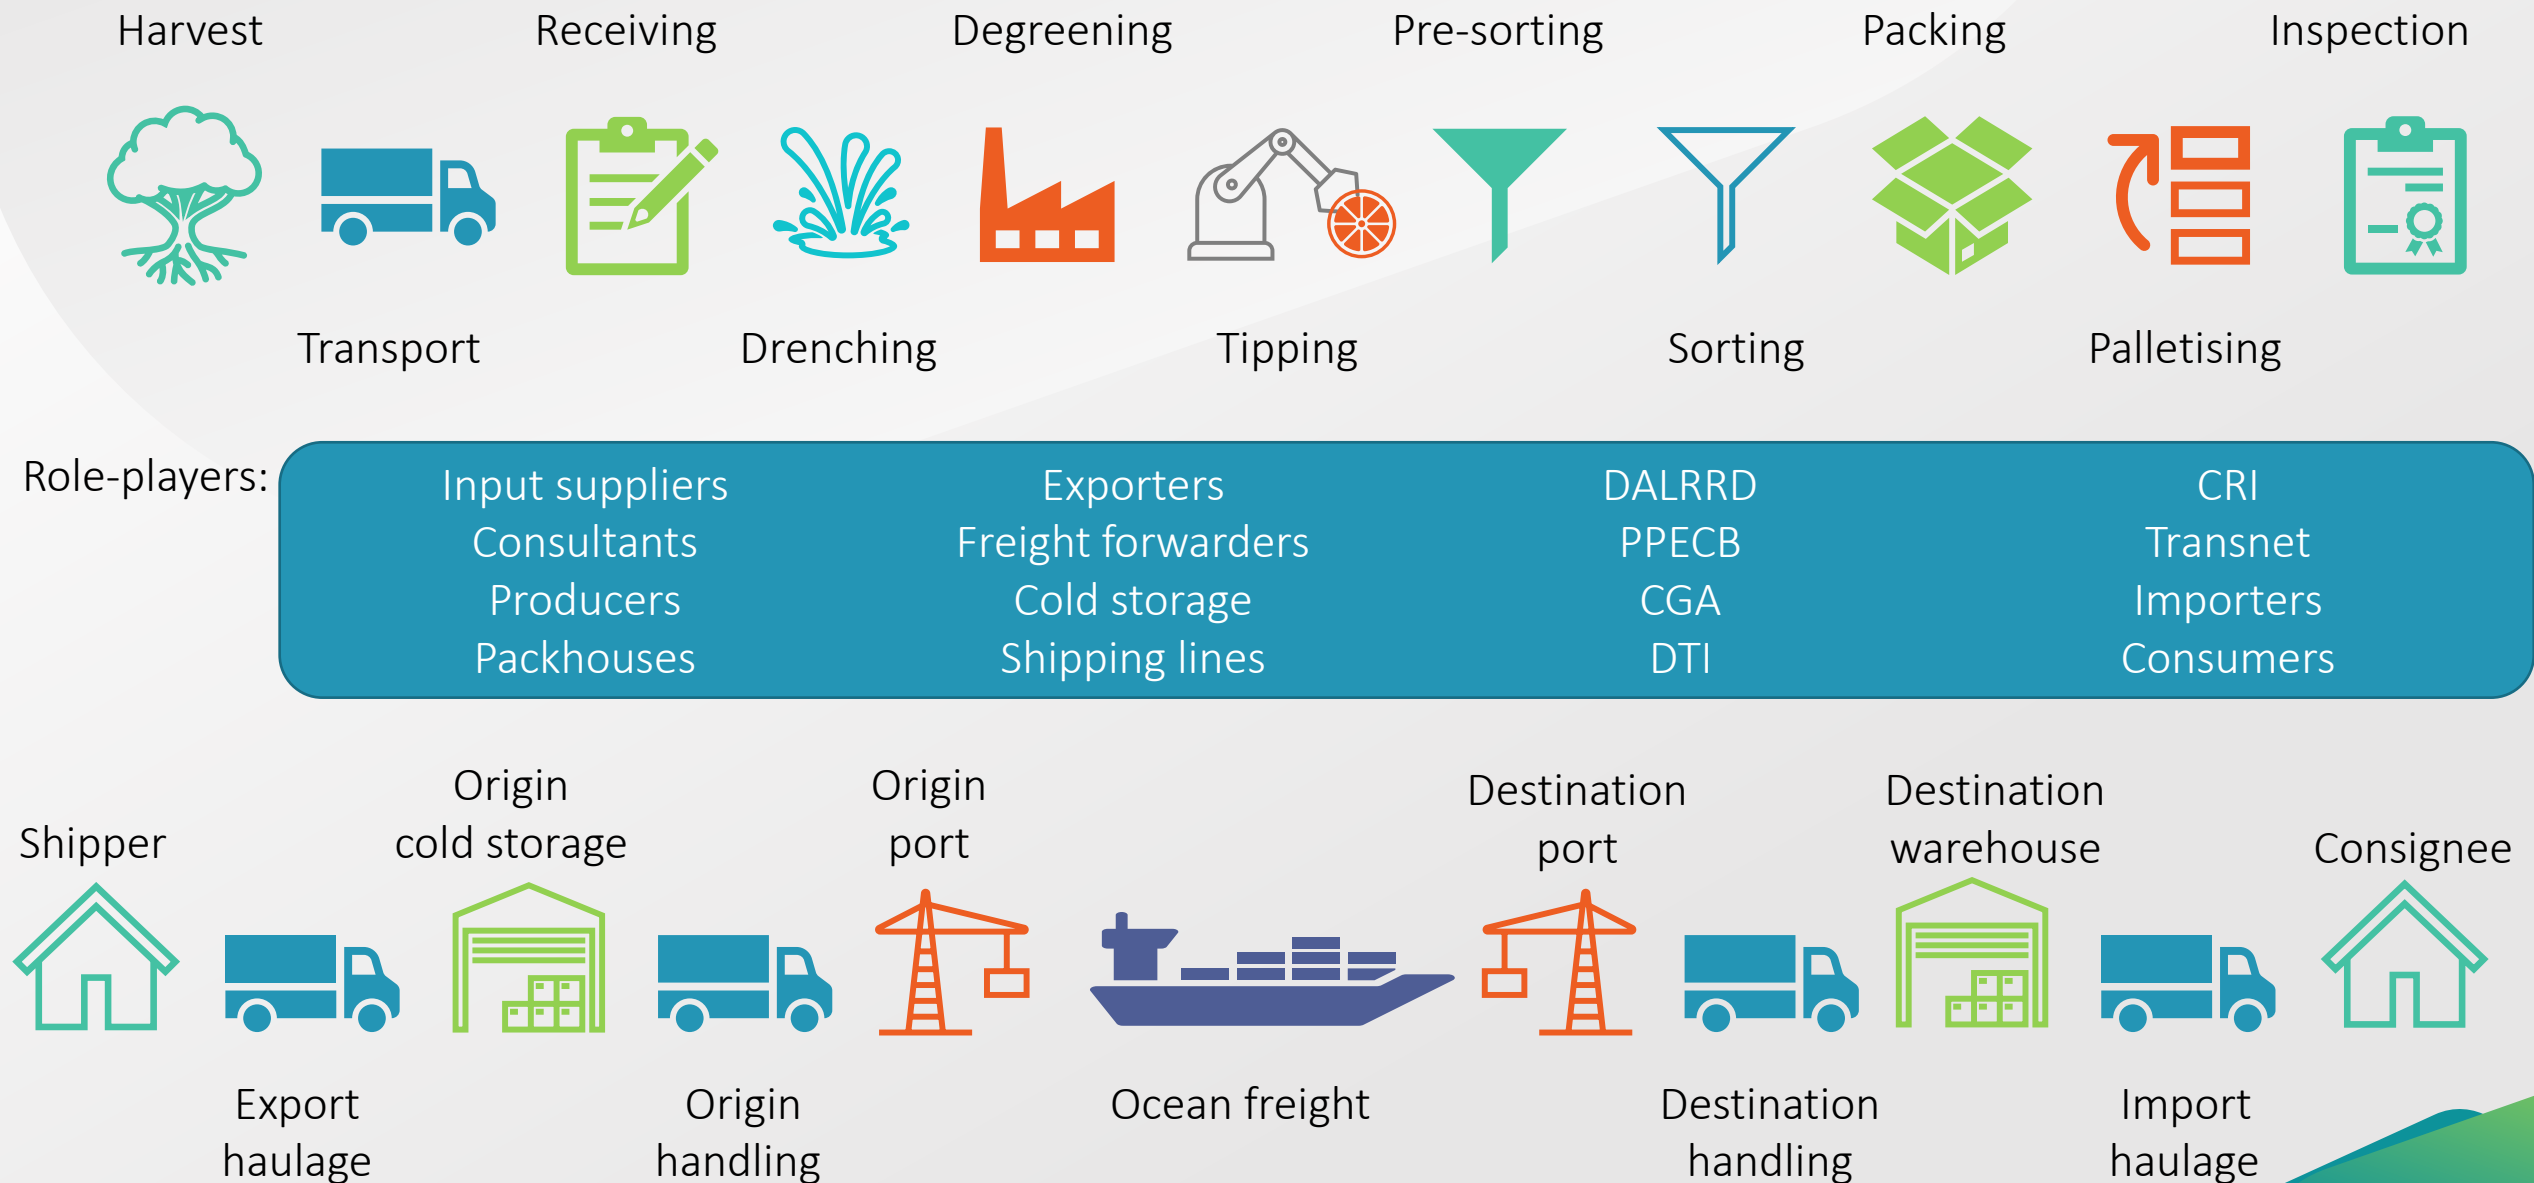 Harvest
Receiving
Degreening
Pre-sorting
Packing
Inspection
Transport
Drenching
Tipping
Sorting
Palletising
Role-players:
Input suppliers
Consultants
Producers
Packhouses
Exporters
Freight forwarders
Cold storage
Shipping lines
DALRRD
PPECB
CGA
DTI
CRI
Transnet
Importers
Consumers
Shipper
Origin
cold storage
Origin
port
Destination
port
Destination
warehouse
Consignee
Export
haulage
Origin
handling
Ocean freight
Destination
handling
Import
haulage